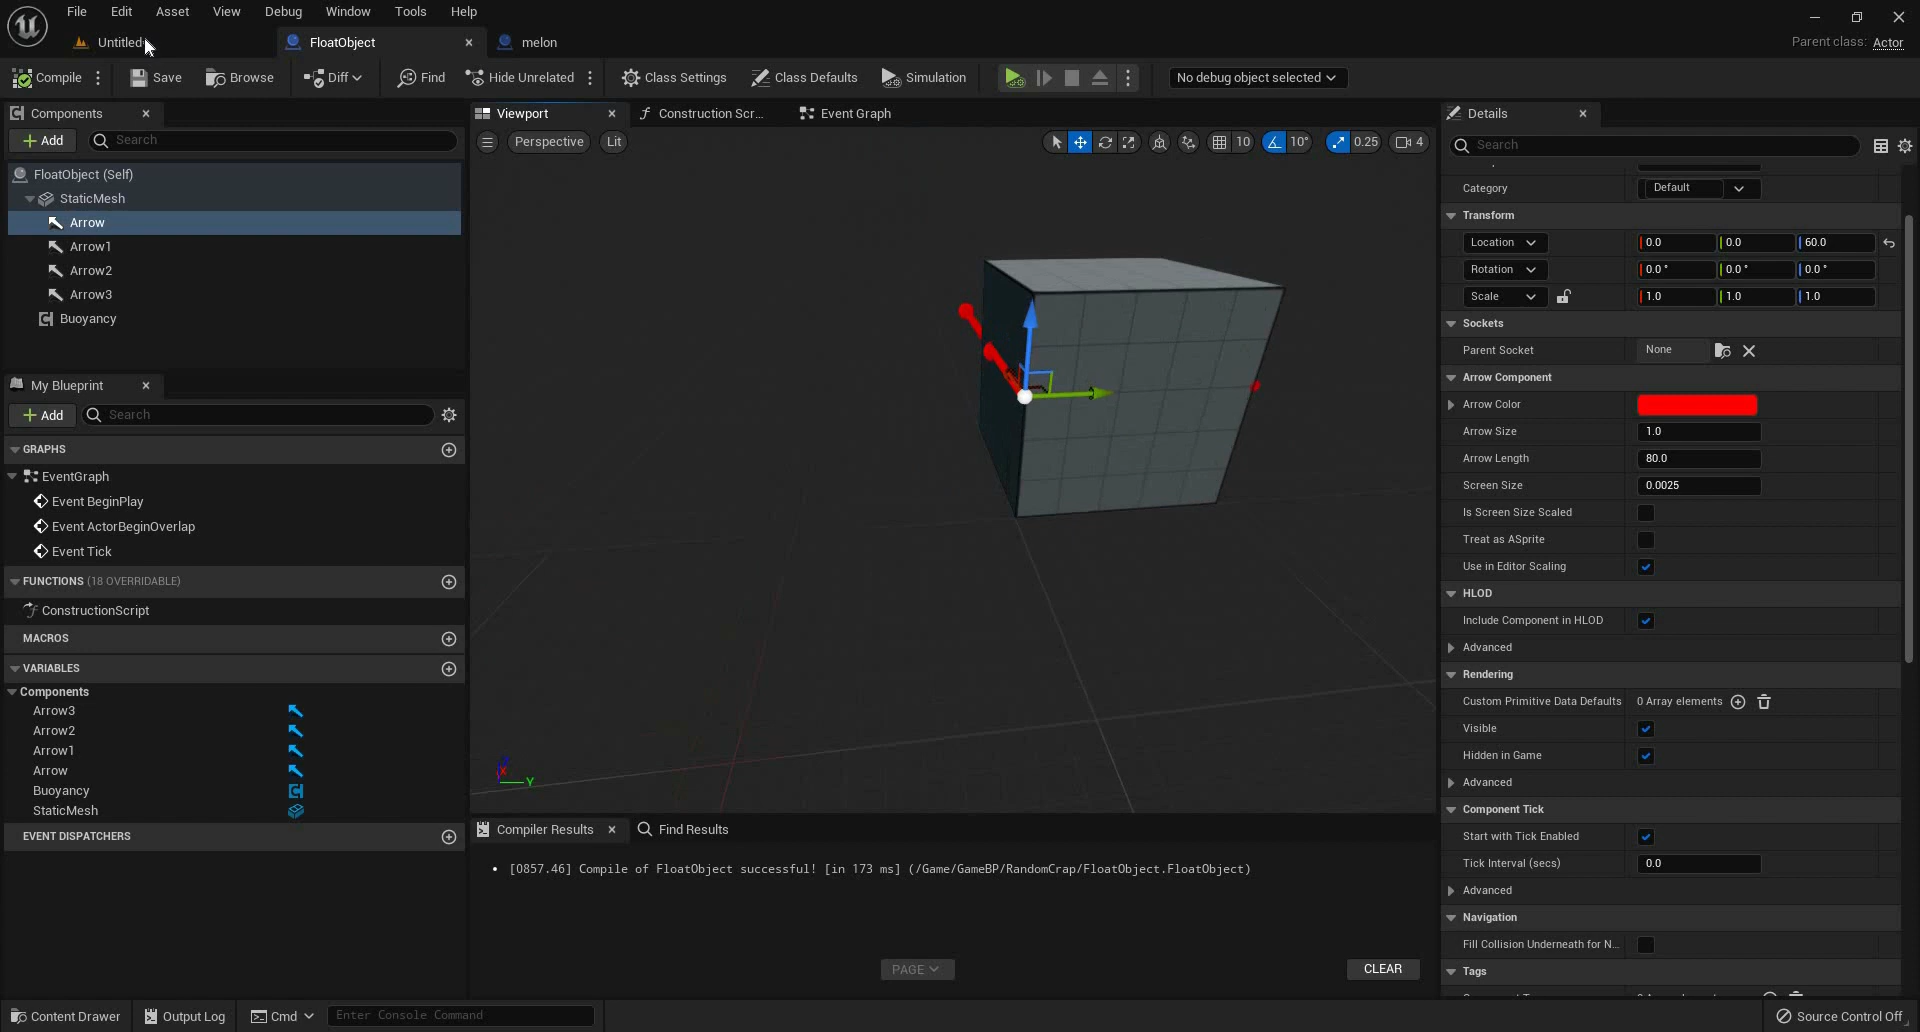 File Edit Asset View Debug Window Tools Help
Untitled FloatObject melon Parent class: Actor
Compile Save Browse Diff Find Hide Unrelated Class Settings Class Defaults Simulation No debug object selected
Components
Add Search
FloatObject (Self)
StaticMesh
Arrow
Arrow1
Arrow2
Arrow3
Buoyancy
My Blueprint
Add Search
GRAPHS
EventGraph
Event BeginPlay
Event ActorBeginOverlap
Event Tick
FUNCTIONS (18 OVERRIDABLE)
ConstructionScript
MACROS
VARIABLES
Components
Arrow3
Arrow2
Arrow1
Arrow
Buoyancy
StaticMesh
EVENT DISPATCHERS
Viewport Construction Scr... Event Graph
Perspective Lit 10 10° 0.25 4
X
Y
Compiler Results Find Results
• [0857.46] Compile of FloatObject successful! [in 173 ms] (/Game/GameBP/RandomCrap/FloatObject.FloatObject)
PAGE CLEAR
Details
Search
Category Default
Transform
Location 0.0 0.0 60.0
Rotation 0.0 ° 0.0 ° 0.0 °
Scale 1.0 1.0 1.0
Sockets
Parent Socket None
Arrow Component
Arrow Color
Arrow Size 1.0
Arrow Length 80.0
Screen Size 0.0025
Is Screen Size Scaled
Treat as ASprite
Use in Editor Scaling
HLOD
Include Component in HLOD
Advanced
Rendering
Custom Primitive Data Defaults 0 Array elements
Visible
Hidden in Game
Advanced
Component Tick
Start with Tick Enabled
Tick Interval (secs) 0.0
Advanced
Navigation
Fill Collision Underneath for N...
Tags
Content Drawer Output Log Cmd Enter Console Command Source Control Off